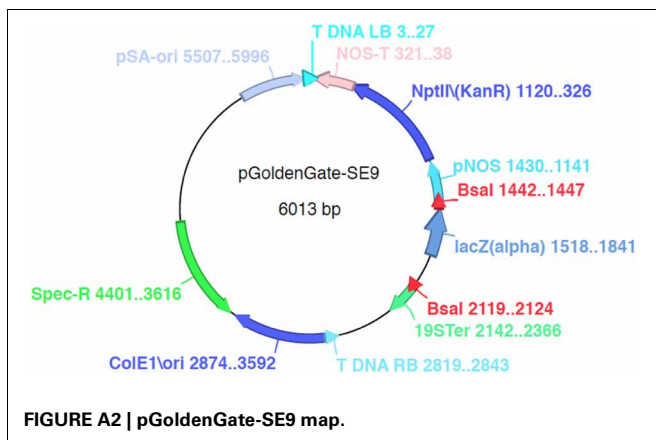 T DNA LB 3..27
pSA-ori 5507..5996
NOS-T 321..38
NptII\(KanR) 1120..326
pGoldenGate-SE9
6013 bp
pNOS 1430..1141
BsaI 1442..1447
lacZ(alpha) 1518..1841
Spec-R 4401..3616
BsaI 2119..2124
19STer 2142..2366
ColE1\ori 2874..3592
T DNA RB 2819..2843
FIGURE A2 | pGoldenGate-SE9 map.